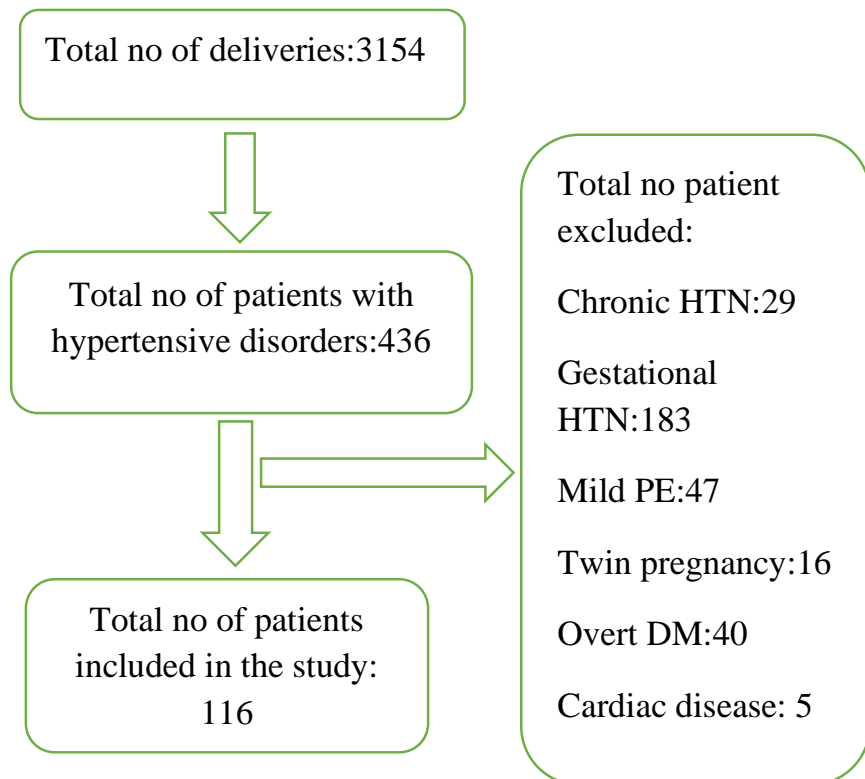 Total no of deliveries:3154
Total no of patients with
hypertensive disorders:436
Total no of patients
included in the study:
116
Total no patient
excluded:
Chronic HTN:29
Gestational
HTN:183
Mild PE:47
Twin pregnancy:16
Overt DM:40
Cardiac disease: 5